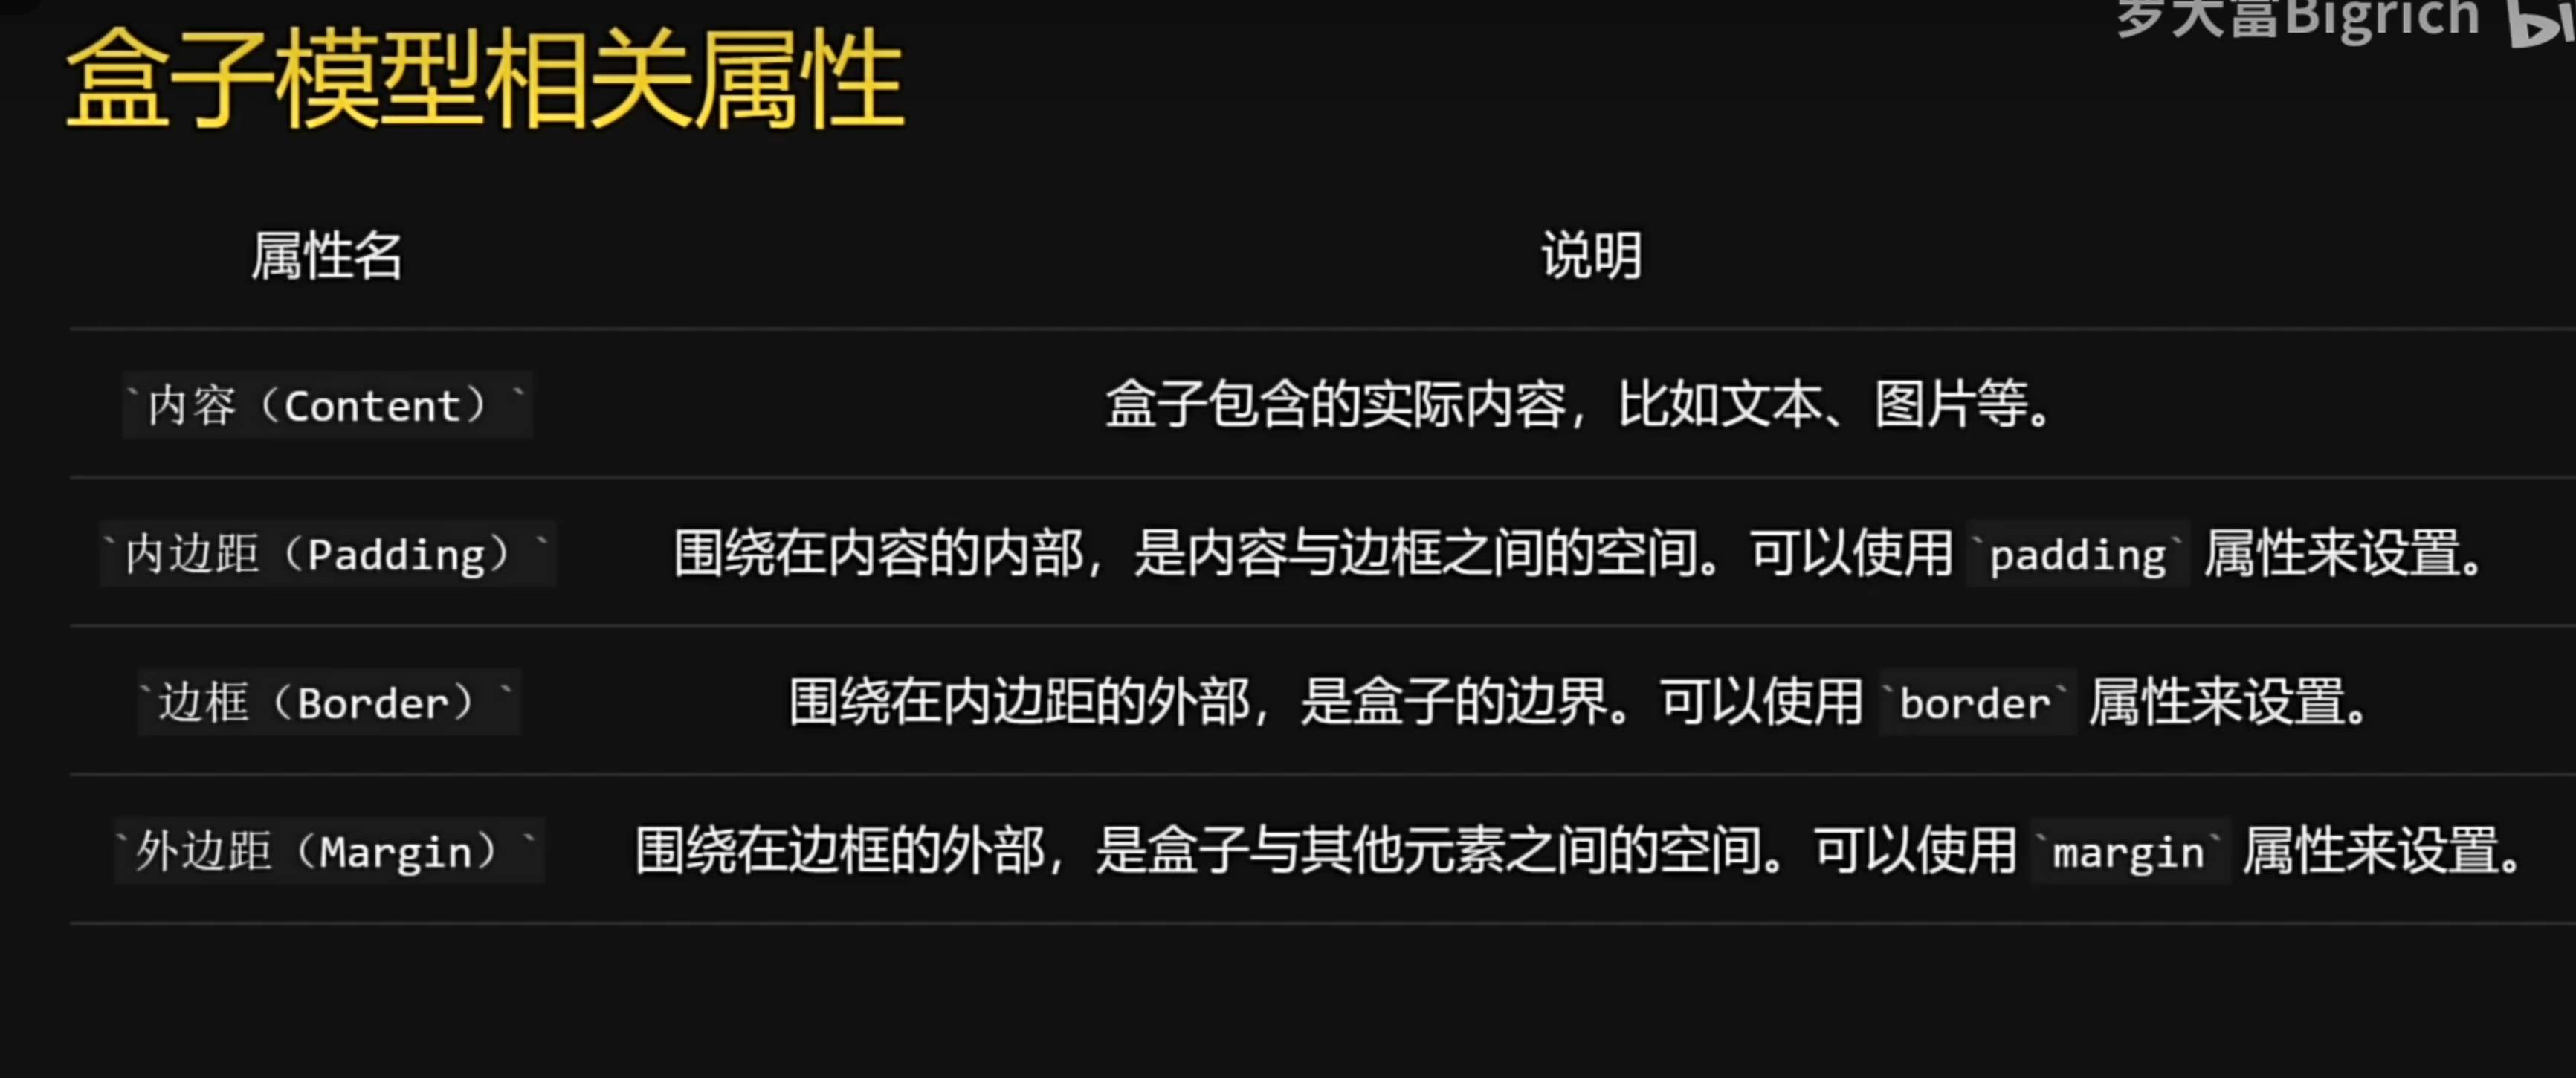 罗大富Bigrich
盒子模型相关属性
属性名 说明
`内容（Content）` 盒子包含的实际内容，比如文本、图片等。
`内边距（Padding）` 围绕在内容的内部，是内容与边框之间的空间。可以使用 `padding` 属性来设置。
`边框（Border）` 围绕在内边距的外部，是盒子的边界。可以使用 `border` 属性来设置。
`外边距（Margin）` 围绕在边框的外部，是盒子与其他元素之间的空间。可以使用 `margin` 属性来设置。